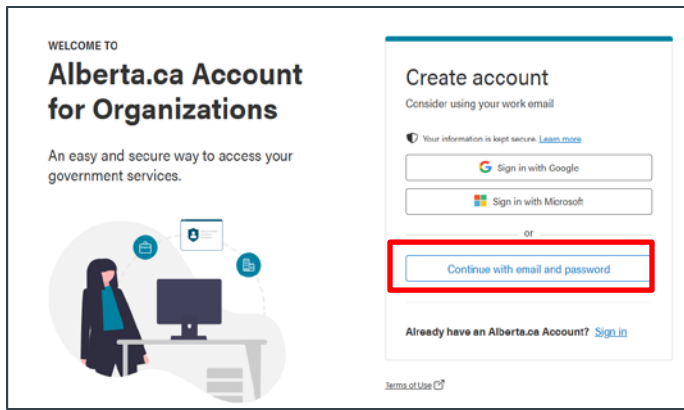 WELCOME TO
Alberta.ca Account
for Organizations
An easy and secure way to access your
government services.
Create account
Consider using your work email
Your information is kept secure. Learn more
Sign in with Google
Sign in with Microsoft
or
Continue with email and password
Already have an Alberta.ca Account? Sign in
Terms of Use